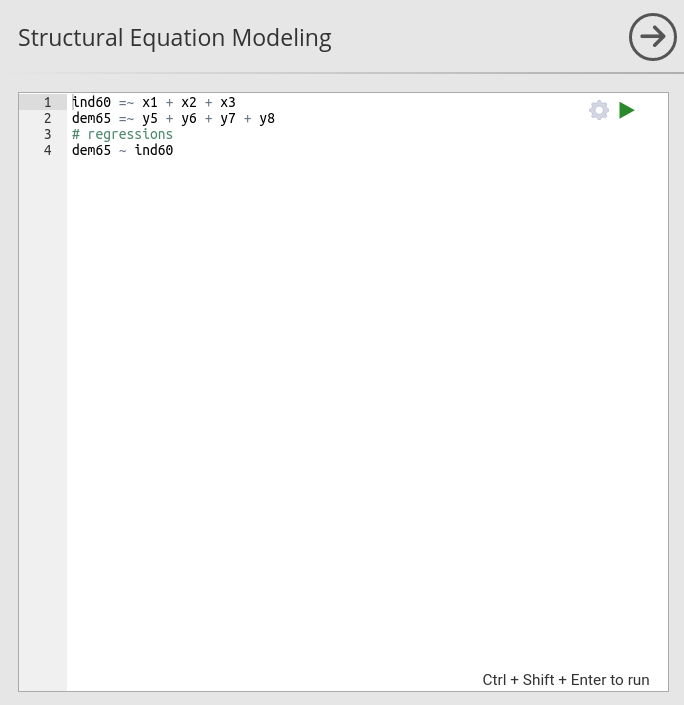 Structural Equation Modeling
1 ind60 =~ x1 + x2 + x3
2 dem65 =~ y5 + y6 + y7 + y8
3 # regressions
4 dem65 ~ ind60
Ctrl + Shift + Enter to run